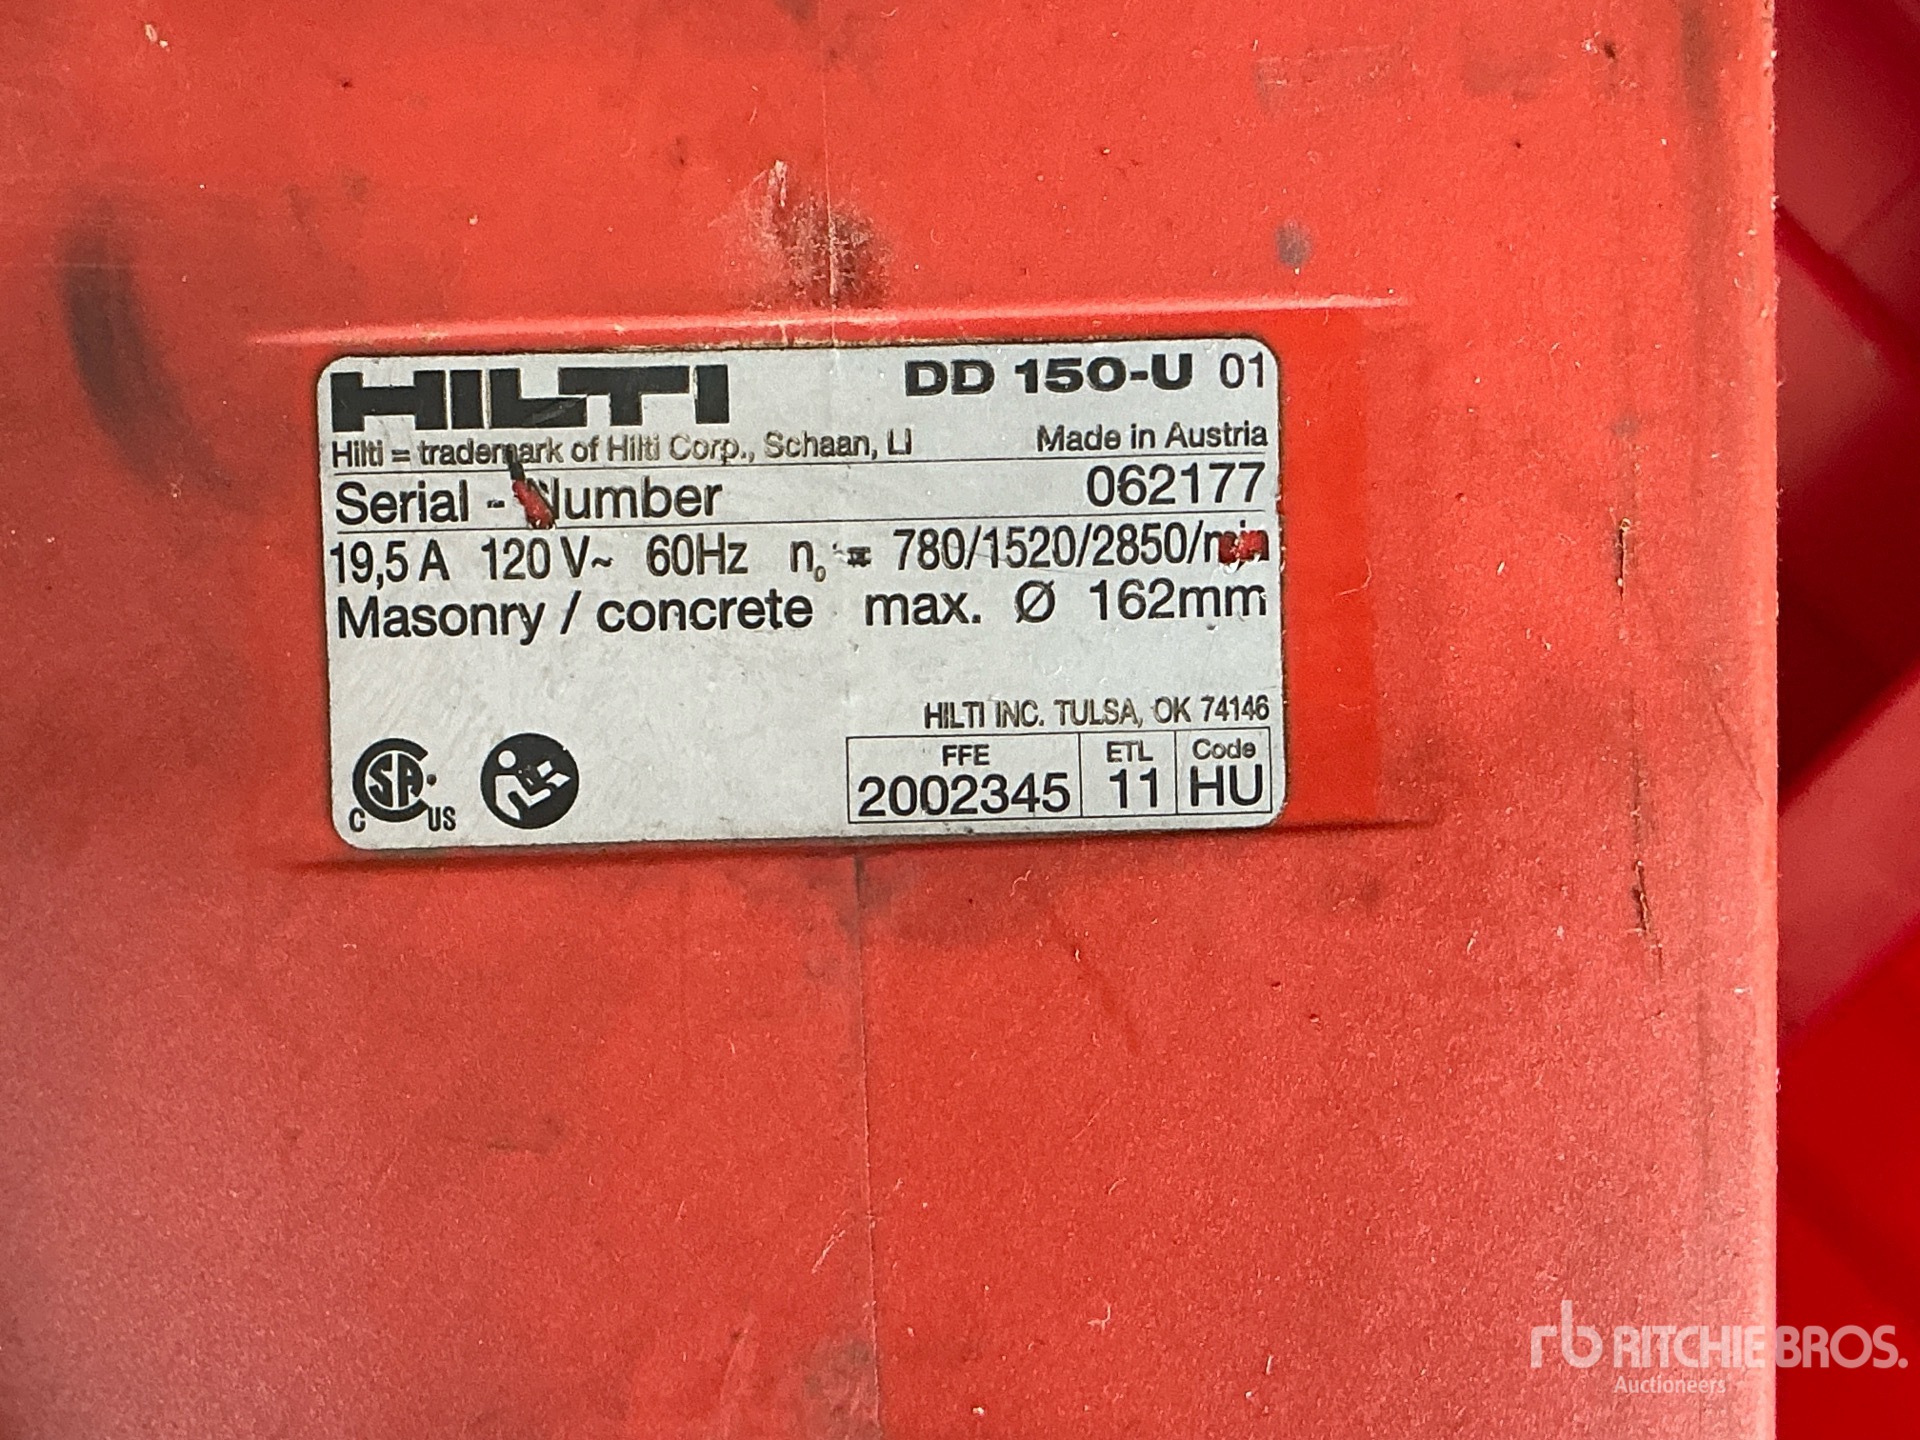 HILTI DD 150-U 01
Hilti = trademark of Hilti Corp., Schaan, LI Made in Austria
Serial - Number 062177
19,5 A 120 V~ 60Hz n₀ = 780/1520/2850/min
Masonry / concrete max. Ø 162mm
HILTI INC. TULSA, OK 74146
FFE ETL Code
2002345 11 HU
SA
C US
rb RITCHIE BROS.
Auctioneers